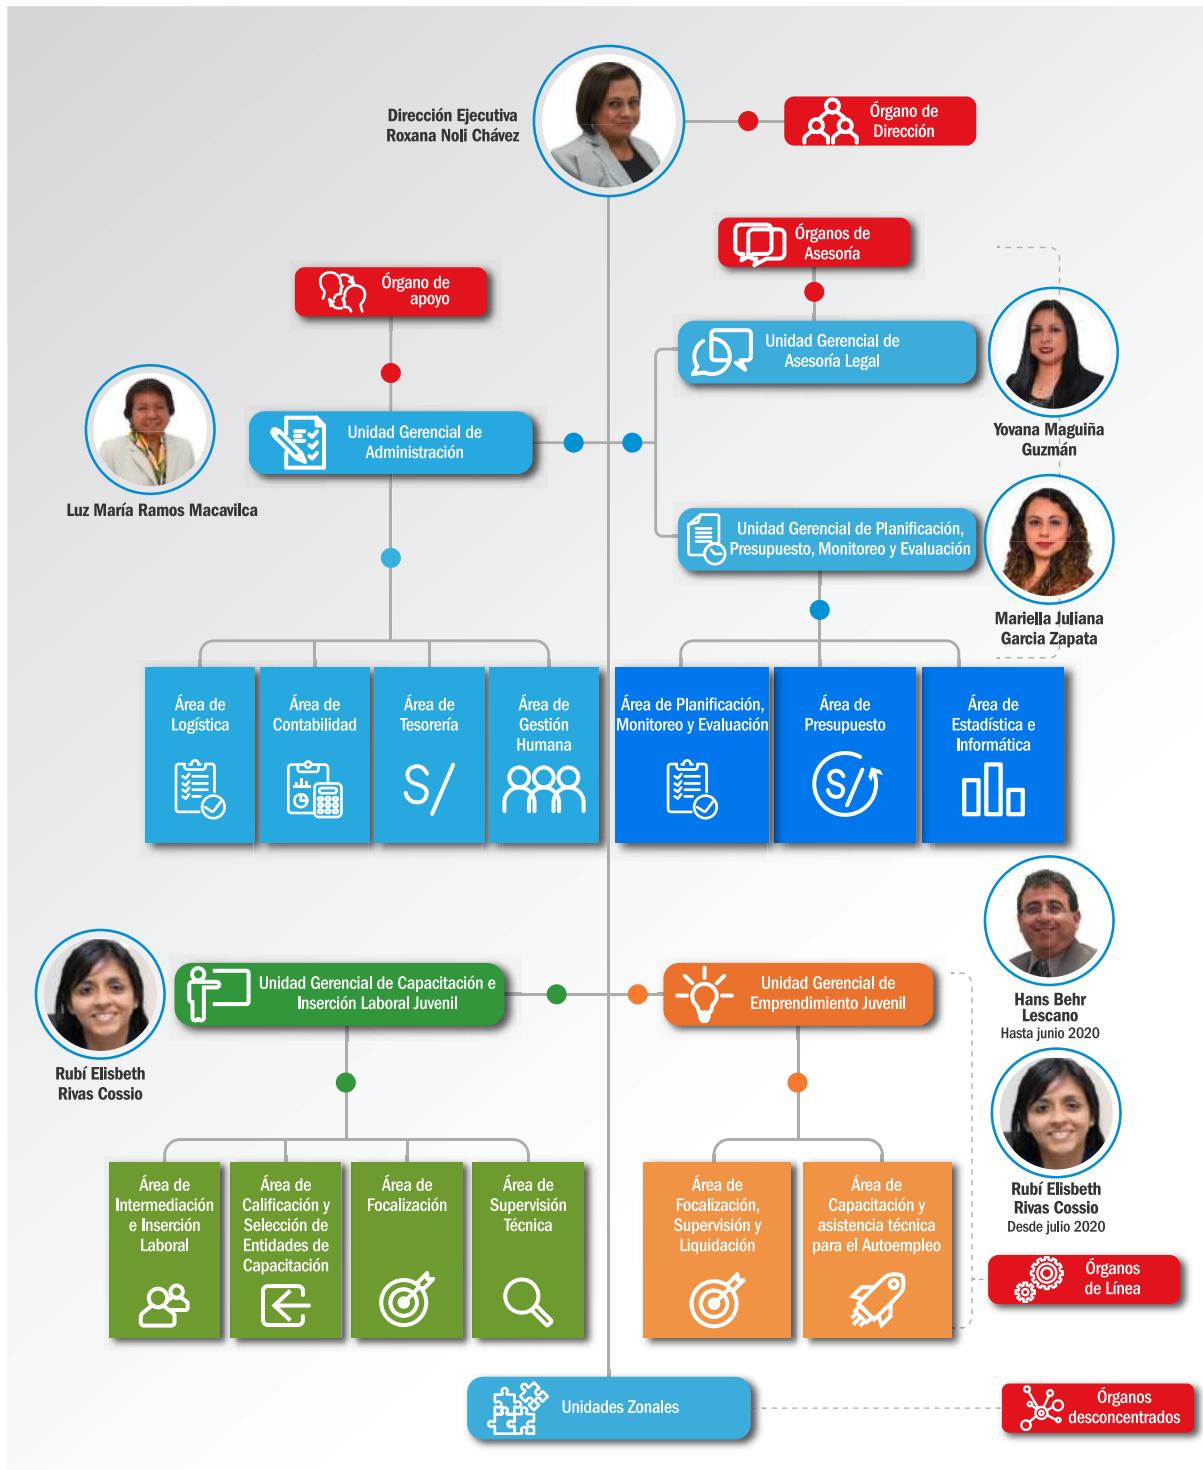 Dirección Ejecutiva
Roxana Noli Chávez
Órgano de
Dirección
Órganos de
Asesoría
Órgano de
apoyo
Unidad Gerencial de
Asesoría Legal
Yovana Maguiña
Guzmán
Unidad Gerencial de
Administración
Luz María Ramos Macavilca
Unidad Gerencial de Planificación,
Presupuesto, Monitoreo y Evaluación
Mariella Juliana
Garcia Zapata
Área de
Logística
Área de
Contabilidad
Área de
Tesorería
S/
Área de
Gestión
Humana
Área de Planificación,
Monitoreo y Evaluación
Área de
Presupuesto
S/
Área de
Estadística e
Informática
Hans Behr
Lescano
Hasta junio 2020
Unidad Gerencial de Capacitación e
Inserción Laboral Juvenil
Rubí Elisbeth
Rivas Cossio
Unidad Gerencial de
Emprendimiento Juvenil
Rubí Elisbeth
Rivas Cossio
Desde julio 2020
Área de
Intermediación
e Inserción
Laboral
Área de
Calificación y
Selección de
Entidades de
Capacitación
Área de
Focalización
Área de
Supervisión
Técnica
Área de
Focalización,
Supervisión y
Liquidación
Área de
Capacitación y
asistencia técnica
para el Autoempleo
Órganos
de Línea
Unidades Zonales
Órganos
desconcentrados